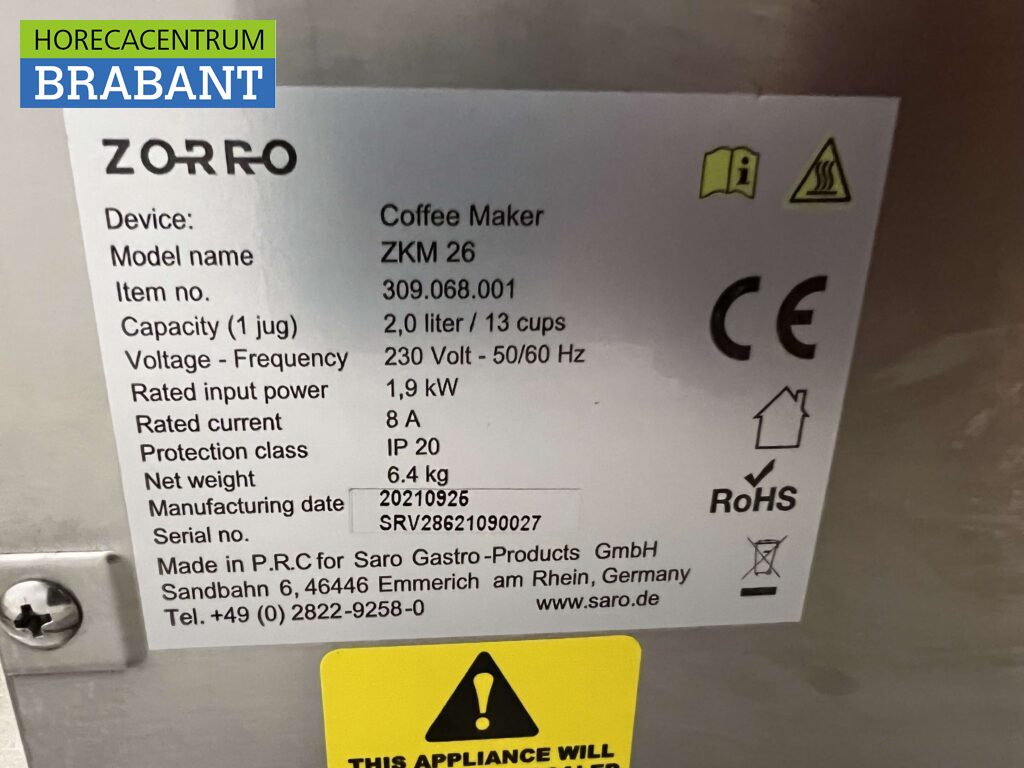 HORECACENTRUM
BRABANT
ZORRO
Device: Coffee Maker
Model name ZKM 26
Item no. 309.068.001
Capacity (1 jug) 2,0 liter / 13 cups
Voltage - Frequency 230 Volt - 50/60 Hz
Rated input power 1,9 kW
Rated current 8 A
Protection class IP 20
Net weight 6.4 kg
Manufacturing date 20210926
Serial no. SRV28621090027
Made in P.R.C for Saro Gastro-Products GmbH
Sandbahn 6, 46446 Emmerich am Rhein, Germany
Tel. +49 (0) 2822-9258-0 www.saro.de
CE
RoHS
THIS APPLIANCE WILL